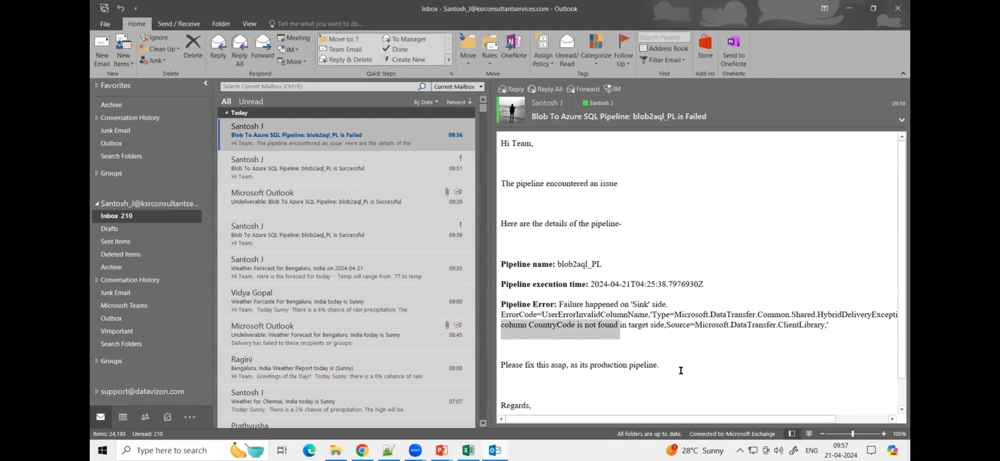 Inbox - Santosh_J@ksrconsultantservices.com - Outlook
File Home Send / Receive Folder View Tell me what you want to do...
New Email
New Items
Ignore
Clean Up
Junk
Delete
Reply
Reply All
Forward
Meeting
IM
More
Move to: ?
Team Email
Reply & Delete
To Manager
Done
Create New
Move
Rules
OneNote
Assign Policy
Unread/ Read
Categorize
Follow Up
Search People
Address Book
Filter Email
Store
Send to OneNote
New Delete Respond Quick Steps Move Tags Find Add-ins OneNote
Favorites
Archive
Conversation History
Junk Email
Outbox
Search Folders
Groups
Santosh_J@ksrconsultantse...
Inbox 210
Drafts
Sent Items
Deleted Items
Archive
Conversation History
Junk Email
Microsoft Teams
Outbox
VImportant
Search Folders
Groups
support@datavizon.com
Search Current Mailbox (Ctrl+E) Current Mailbox
All Unread By Date Newest
Today
Santosh J
Blob To Azure SQL Pipeline: blob2aql_PL is Failed 09:56
Hi Team, The pipeline encountered an issue Here are the details of the
Santosh J !
Blob To Azure SQL Pipeline: blob2aql_PL is Successful 09:51
Hi Team,
Microsoft Outlook
Undeliverable: Blob To Azure SQL Pipeline: blob2aql_PL is Successful 09:39
Santosh J !
Blob To Azure SQL Pipeline: blob2aql_PL is Successful 09:39
Hi Team,
Santosh J
Weather Forecast for Bengaluru, India on 2024-04-21 09:35
Hi Team, Here is the forecast for today - Temp will range from 77 to temp
Vidya Gopal
Weather Forcaste For Bengaluru, India today is Sunny 09:00
Hi Team, Today Sunny There is a 6% chance of rain precipitation. The
Microsoft Outlook
Undeliverable: Weather Forecast for Bengaluru, India today is Sunny 08:45
Delivery has failed to these recipients or groups:
Ragini
Bengaluru, India Weather Report today is (Sunny) 08:00
Hi Team, Greetings of the Day!! Today Sunny there is a 6% cahance of rain
Santosh J
Weather for Chennai, India today is Sunny 07:07
Today: Sunny. There is a 2% chance of precipitation. The high will be
Prathyusha
Reply Reply All Forward IM
Santosh J Santosh J 09:56
Blob To Azure SQL Pipeline: blob2aql_PL is Failed
Hi Team,
The pipeline encountered an issue
Here are the details of the pipeline-
Pipeline name: blob2aql_PL
Pipeline execution time: 2024-04-21T04:25:38.7976930Z
Pipeline Error: Failure happened on 'Sink' side.
ErrorCode=UserErrorInvalidColumnName,'Type=Microsoft.DataTransfer.Common.Shared.HybridDeliveryExcepti
column CountryCode is not found in target side,Source=Microsoft.DataTransfer.ClientLibrary,'
Please fix this asap, as its production pipeline.
Regards,
Items: 24,193 Unread: 210 All folders are up to date. Connected to: Microsoft Exchange 100%
Type here to search zoom 28°C Sunny ENG 09:57
21-04-2024